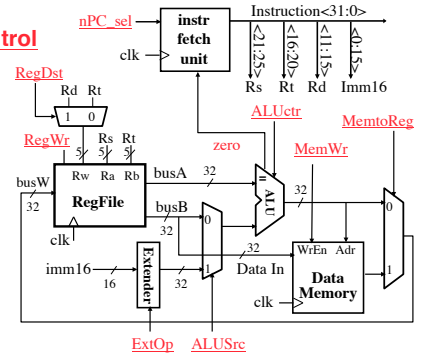 trol
nPC_sel
instr
fetch
unit
clk
Instruction<31:0>
<21:25>
<16:20>
<11:15>
<0:15>
Rs
Rt
Rd
Imm16
RegDst
Rd
Rt
1
0
RegWr
Rs
Rt
5
5
5
Rw
Ra
Rb
RegFile
busW
32
clk
busA
32
busB
32
zero
ALUctr
=
ALU
32
MemWr
MemtoReg
0
1
32
WrEn
Adr
Data
Memory
Data In
32
clk
imm16
16
Extender
32
0
1
ExtOp
ALUSrc